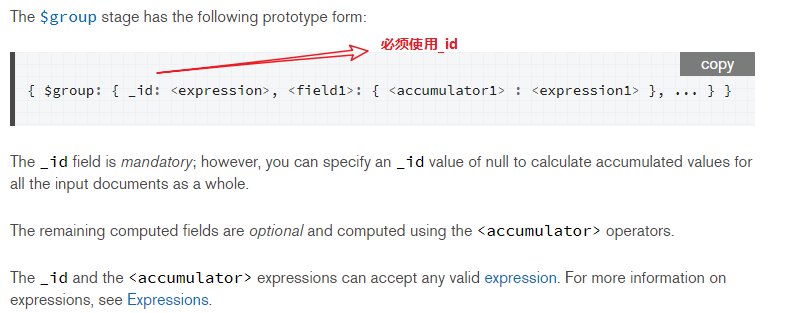 The $group stage has the following prototype form:
必须使用_id
copy
{ $group: { _id: <expression>, <field1>: { <accumulator1> : <expression1> }, ... } }
The _id field is mandatory; however, you can specify an _id value of null to calculate accumulated values for
all the input documents as a whole.
The remaining computed fields are optional and computed using the <accumulator> operators.
The _id and the <accumulator> expressions can accept any valid expression. For more information on
expressions, see Expressions.